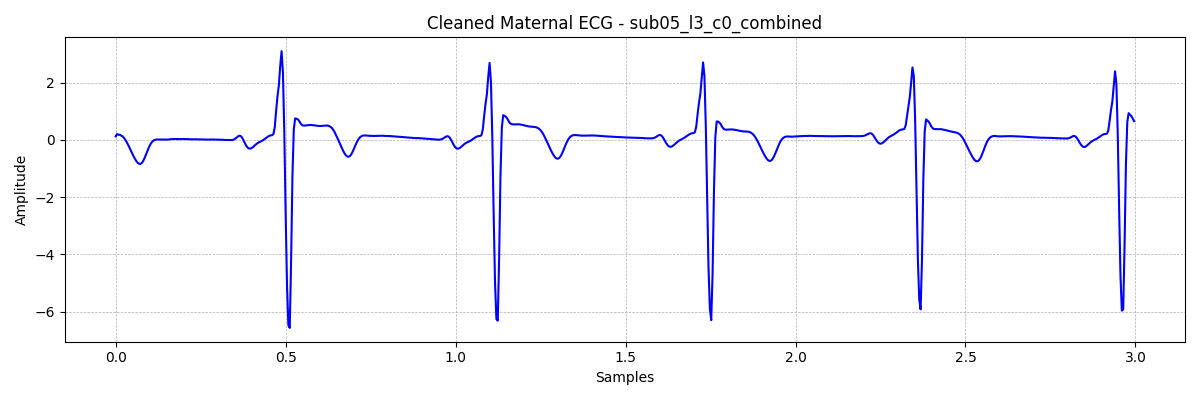 Cleaned Maternal ECG - sub05_l3_c0_combined
Amplitude
2
0
−2
−4
−6
0.0 0.5 1.0 1.5 2.0 2.5 3.0
Samples